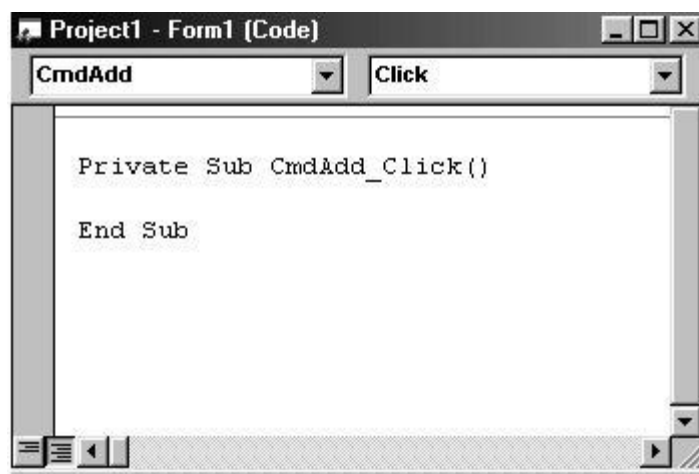 Project1 - Form1 (Code)
CmdAdd Click
Private Sub CmdAdd_Click()
End Sub